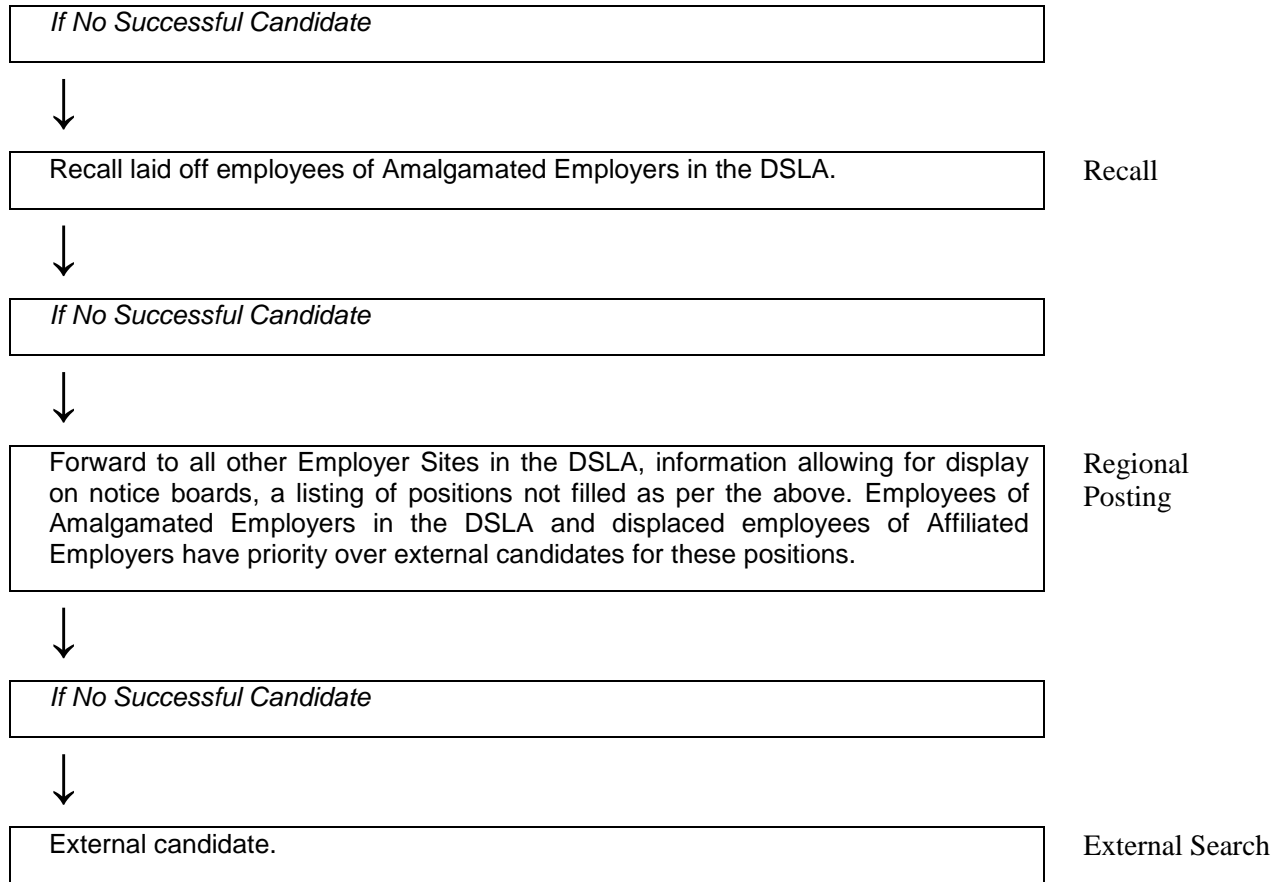 If No Successful Candidate
↓
Recall laid off employees of Amalgamated Employers in the DSLA.
Recall
↓
If No Successful Candidate
↓
Forward to all other Employer Sites in the DSLA, information allowing for display
on notice boards, a listing of positions not filled as per the above. Employees of
Amalgamated Employers in the DSLA and displaced employees of Affiliated
Employers have priority over external candidates for these positions.
Regional
Posting
↓
If No Successful Candidate
↓
External candidate.
External Search